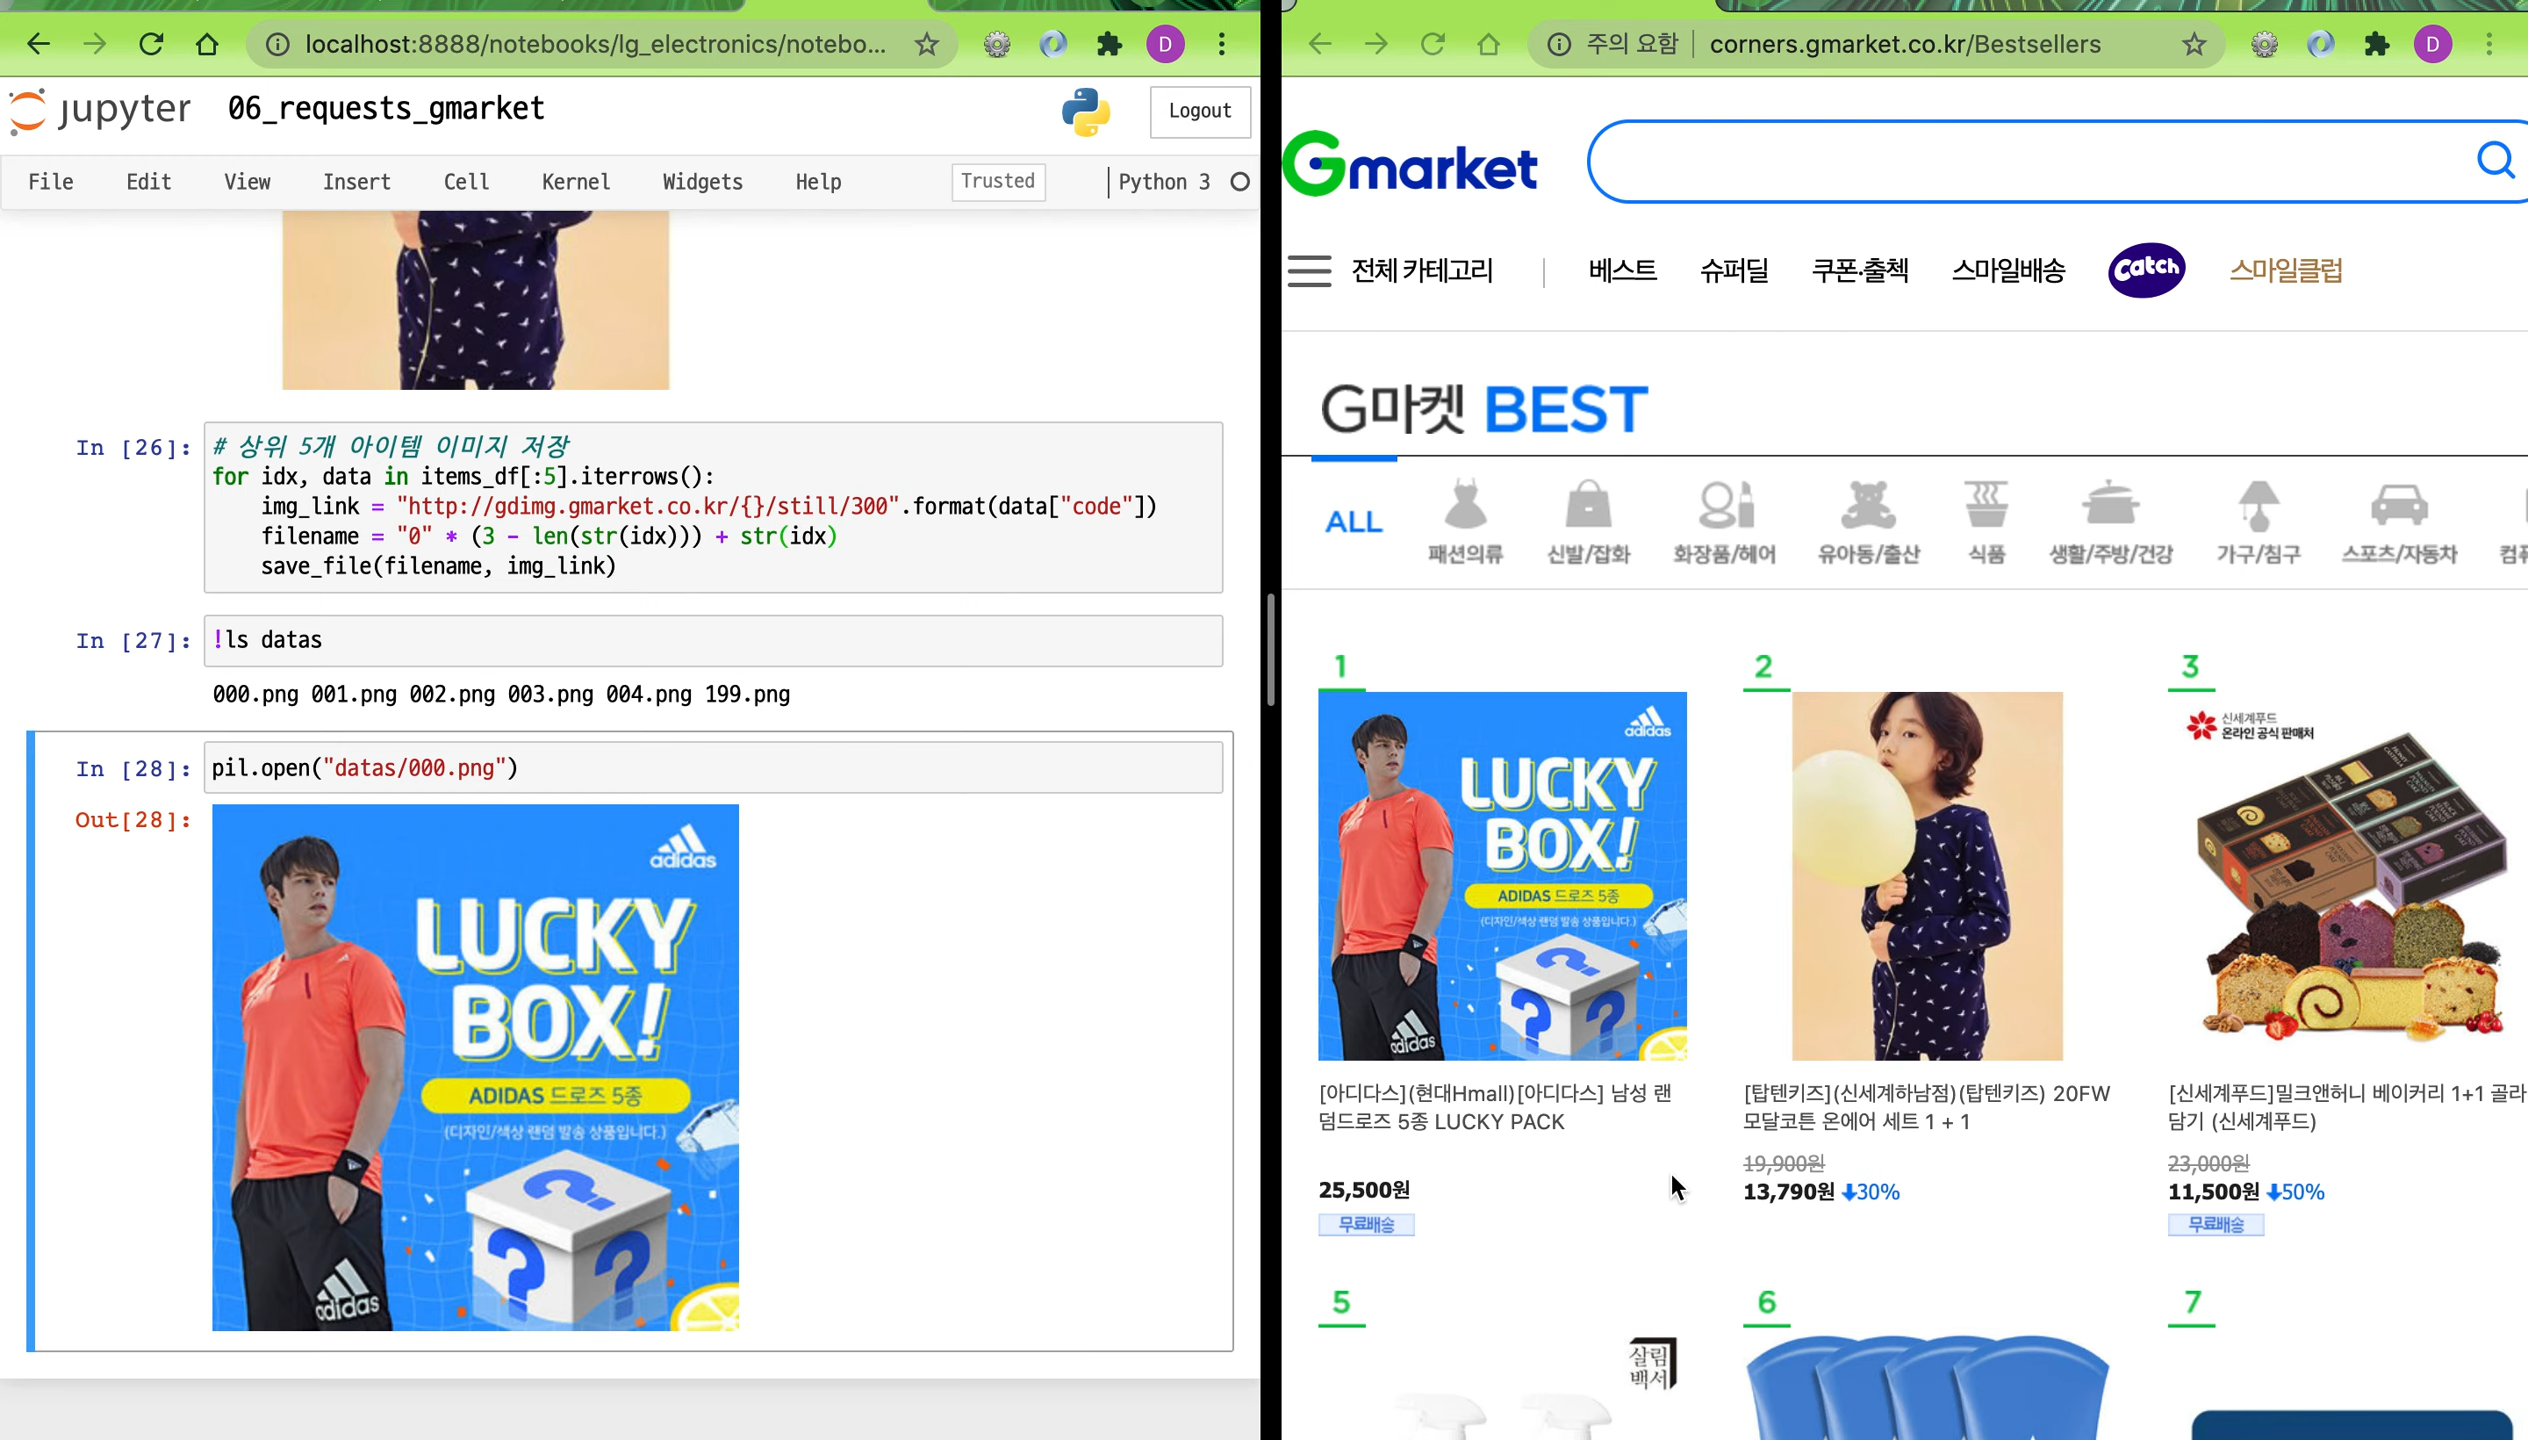 localhost:8888/notebooks/lg_electronics/notebo...
D
jupyter 06_requests_gmarket
Logout
File Edit View Insert Cell Kernel Widgets Help
Trusted
Python 3
In [26]:
# 상위 5개 아이템 이미지 저장
for idx, data in items_df[:5].iterrows():
    img_link = "http://gdimg.gmarket.co.kr/{}/still/300".format(data["code"])
    filename = "0" * (3 - len(str(idx))) + str(idx)
    save_file(filename, img_link)
In [27]:
!ls datas
000.png 001.png 002.png 003.png 004.png 199.png
In [28]:
pil.open("datas/000.png")
Out[28]:
adidas
LUCKY
BOX!
ADIDAS 드로즈 5종
(디자인/색상 랜덤 발송 상품입니다.)
?
? ?
adidas
주의 요함 corners.gmarket.co.kr/Bestsellers
D
Gmarket
전체 카테고리 베스트 슈퍼딜 쿠폰·출첵 스마일배송 Catch 스마일클럽
G마켓 BEST
ALL 패션의류 신발/잡화 화장품/헤어 유아동/출산 식품 생활/주방/건강 가구/침구 스포츠/자동차
1
adidas
LUCKY
BOX!
ADIDAS 드로즈 5종
(디자인/색상 랜덤 발송 상품입니다.)
?
? ?
adidas
[아디다스](현대Hmall)[아디다스] 남성 랜
덤드로즈 5종 LUCKY PACK
25,500원
무료배송
2
[탑텐키즈](신세계하남점)(탑텐키즈) 20FW
모달코튼 온에어 세트 1 + 1
19,900원
13,790원 30%
3
신세계푸드
온라인 공식 판매처
[신세계푸드]밀크앤허니 베이커리 1+1 골라
담기 (신세계푸드)
23,000원
11,500원 50%
무료배송
5
살림
백서
6
7